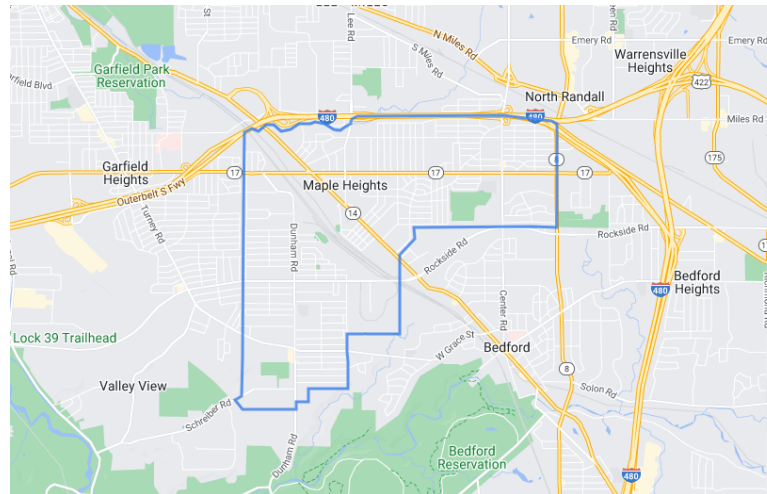 St
Lee Rd
N Miles Rd
S Miles Rd
Emery Rd
Emery Rd
Warrensville
Heights
Garfield Park
Reservation
422
North Randall
480
480
Miles Rd
8
175
17
17
17
Garfield
Heights
Outerbelt S Fwy
Maple Heights
14
Turney Rd
Dunham Rd
Rockside Rd
Rockside Rd
Bedford
Heights
480
Center Rd
Lock 39 Trailhead
W Grace St
Bedford
Valley View
8
Solon Rd
Schreiber Rd
Dunham Rd
Bedford
Reservation
480